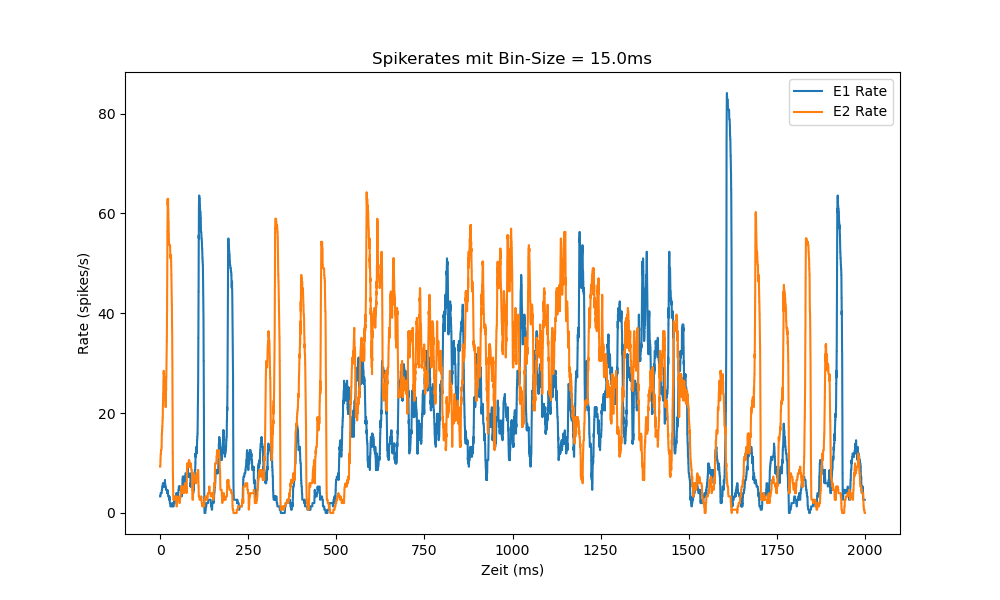 Spikerates mit Bin-Size = 15.0ms
E1 Rate
E2 Rate
80
60
40
20
0
Rate (spikes/s)
0 250 500 750 1000 1250 1500 1750 2000
Zeit (ms)